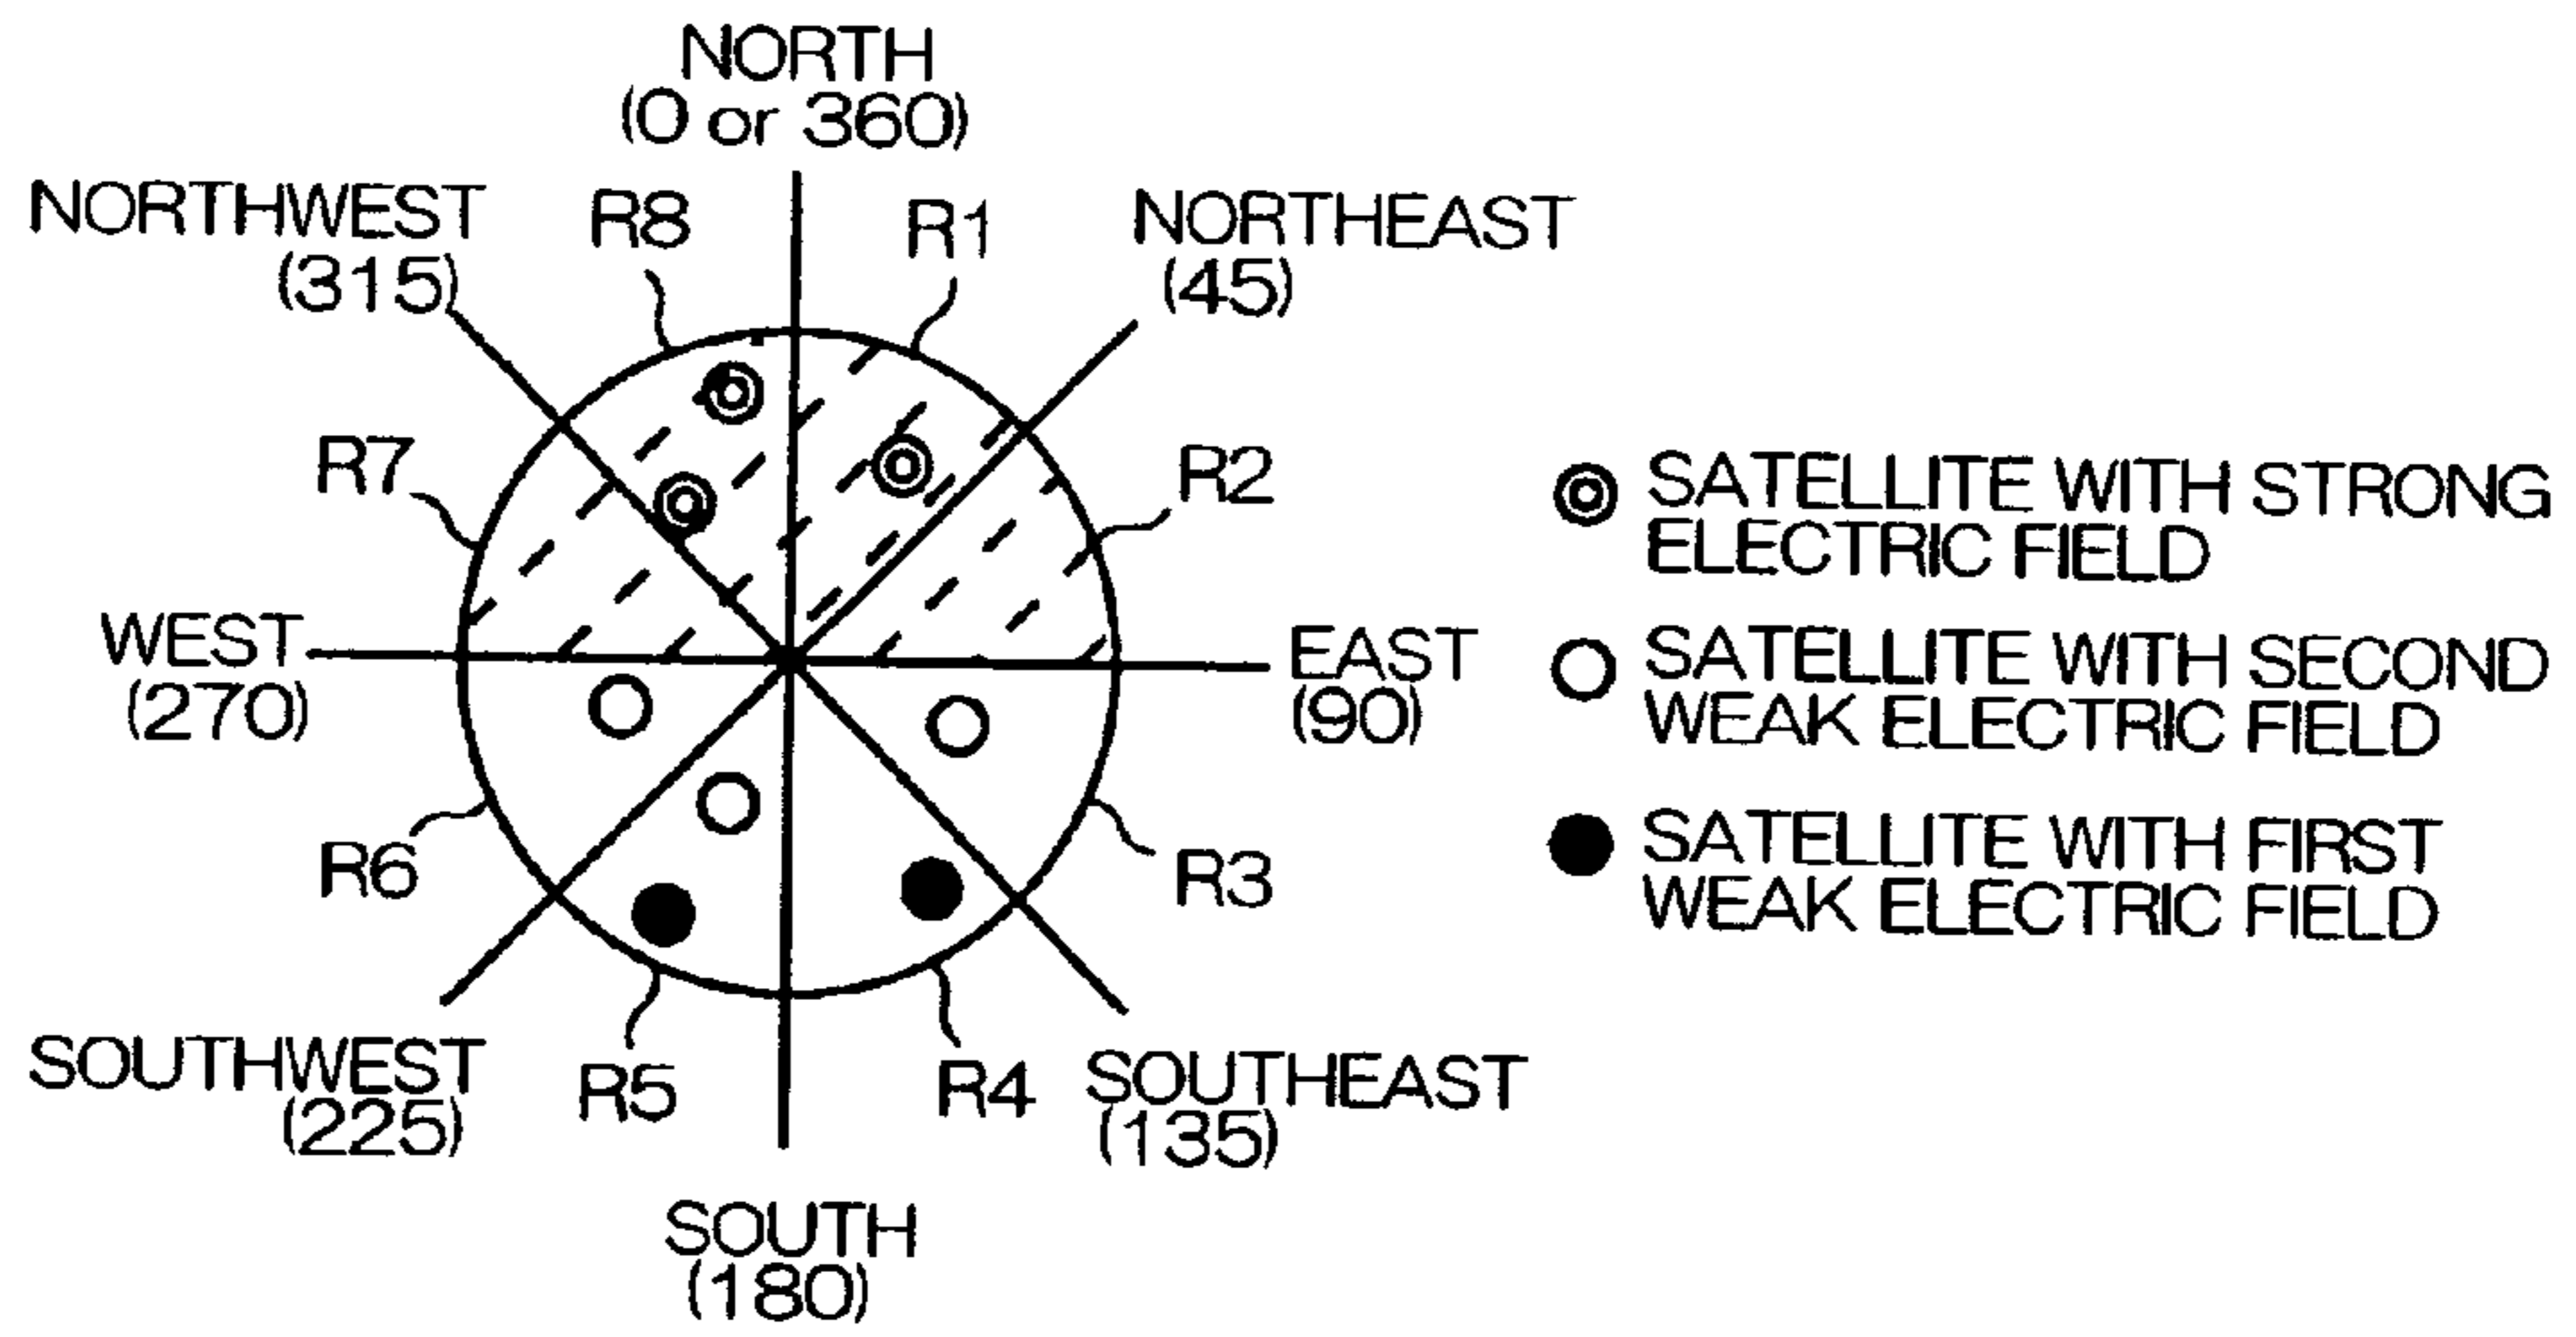 NORTH
(0 or 360)
NORTHWEST
(315)
R8
R1
NORTHEAST
(45)
R7
R2
WEST
(270)
EAST
(90)
R6
R3
SOUTHWEST
(225)
R5
R4
SOUTHEAST
(135)
SOUTH
(180)
SATELLITE WITH STRONG
ELECTRIC FIELD
SATELLITE WITH SECOND
WEAK ELECTRIC FIELD
SATELLITE WITH FIRST
WEAK ELECTRIC FIELD